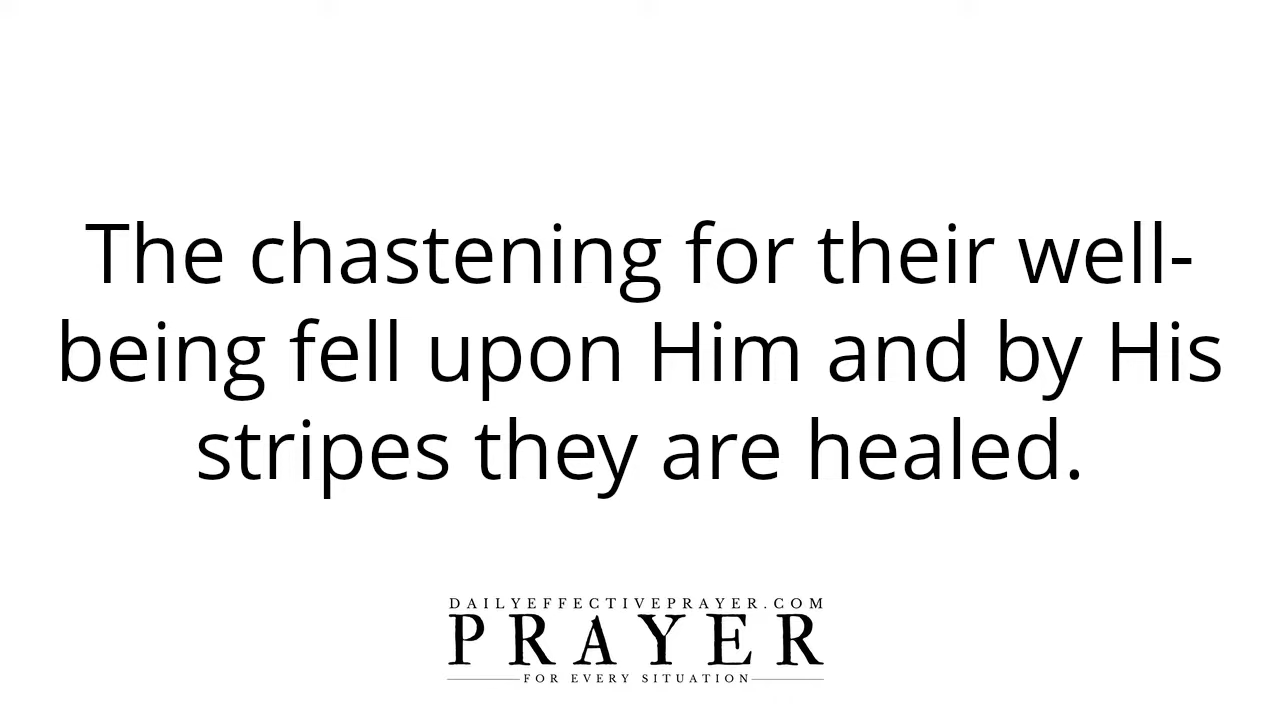 The chastening for their well-
being fell upon Him and by His
stripes they are healed.
DAILYEFFECTIVEPRAYER.COM
PRAYER
FOR EVERY SITUATION